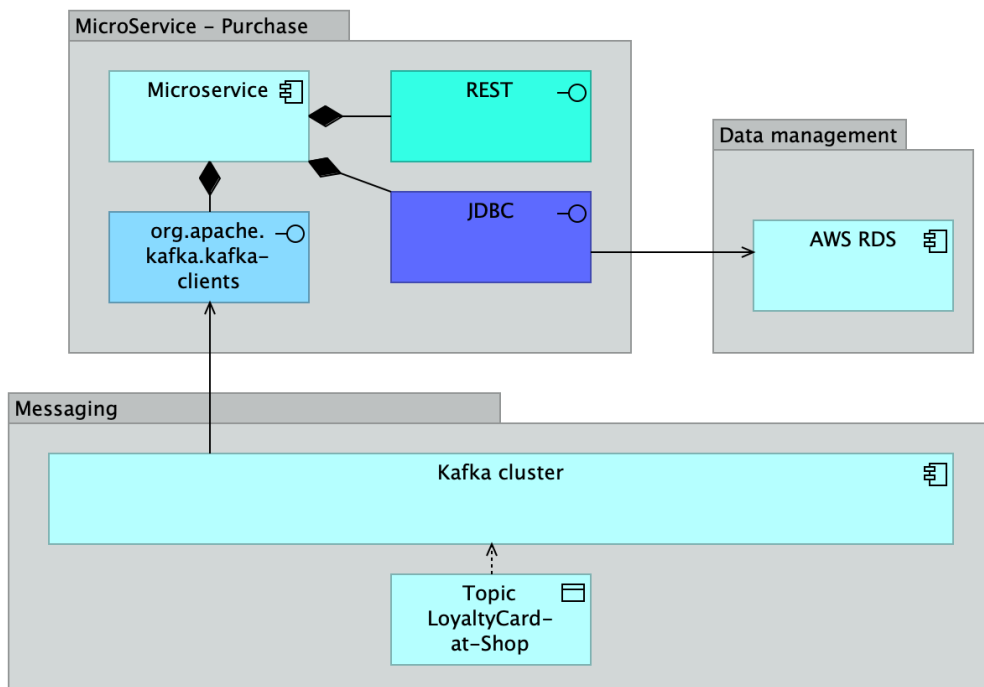 MicroService – Purchase
Microservice
REST
Data management
JDBC
org.apache.
kafka.kafka-
clients
AWS RDS
Messaging
Kafka cluster
Topic
LoyaltyCard-
at-Shop